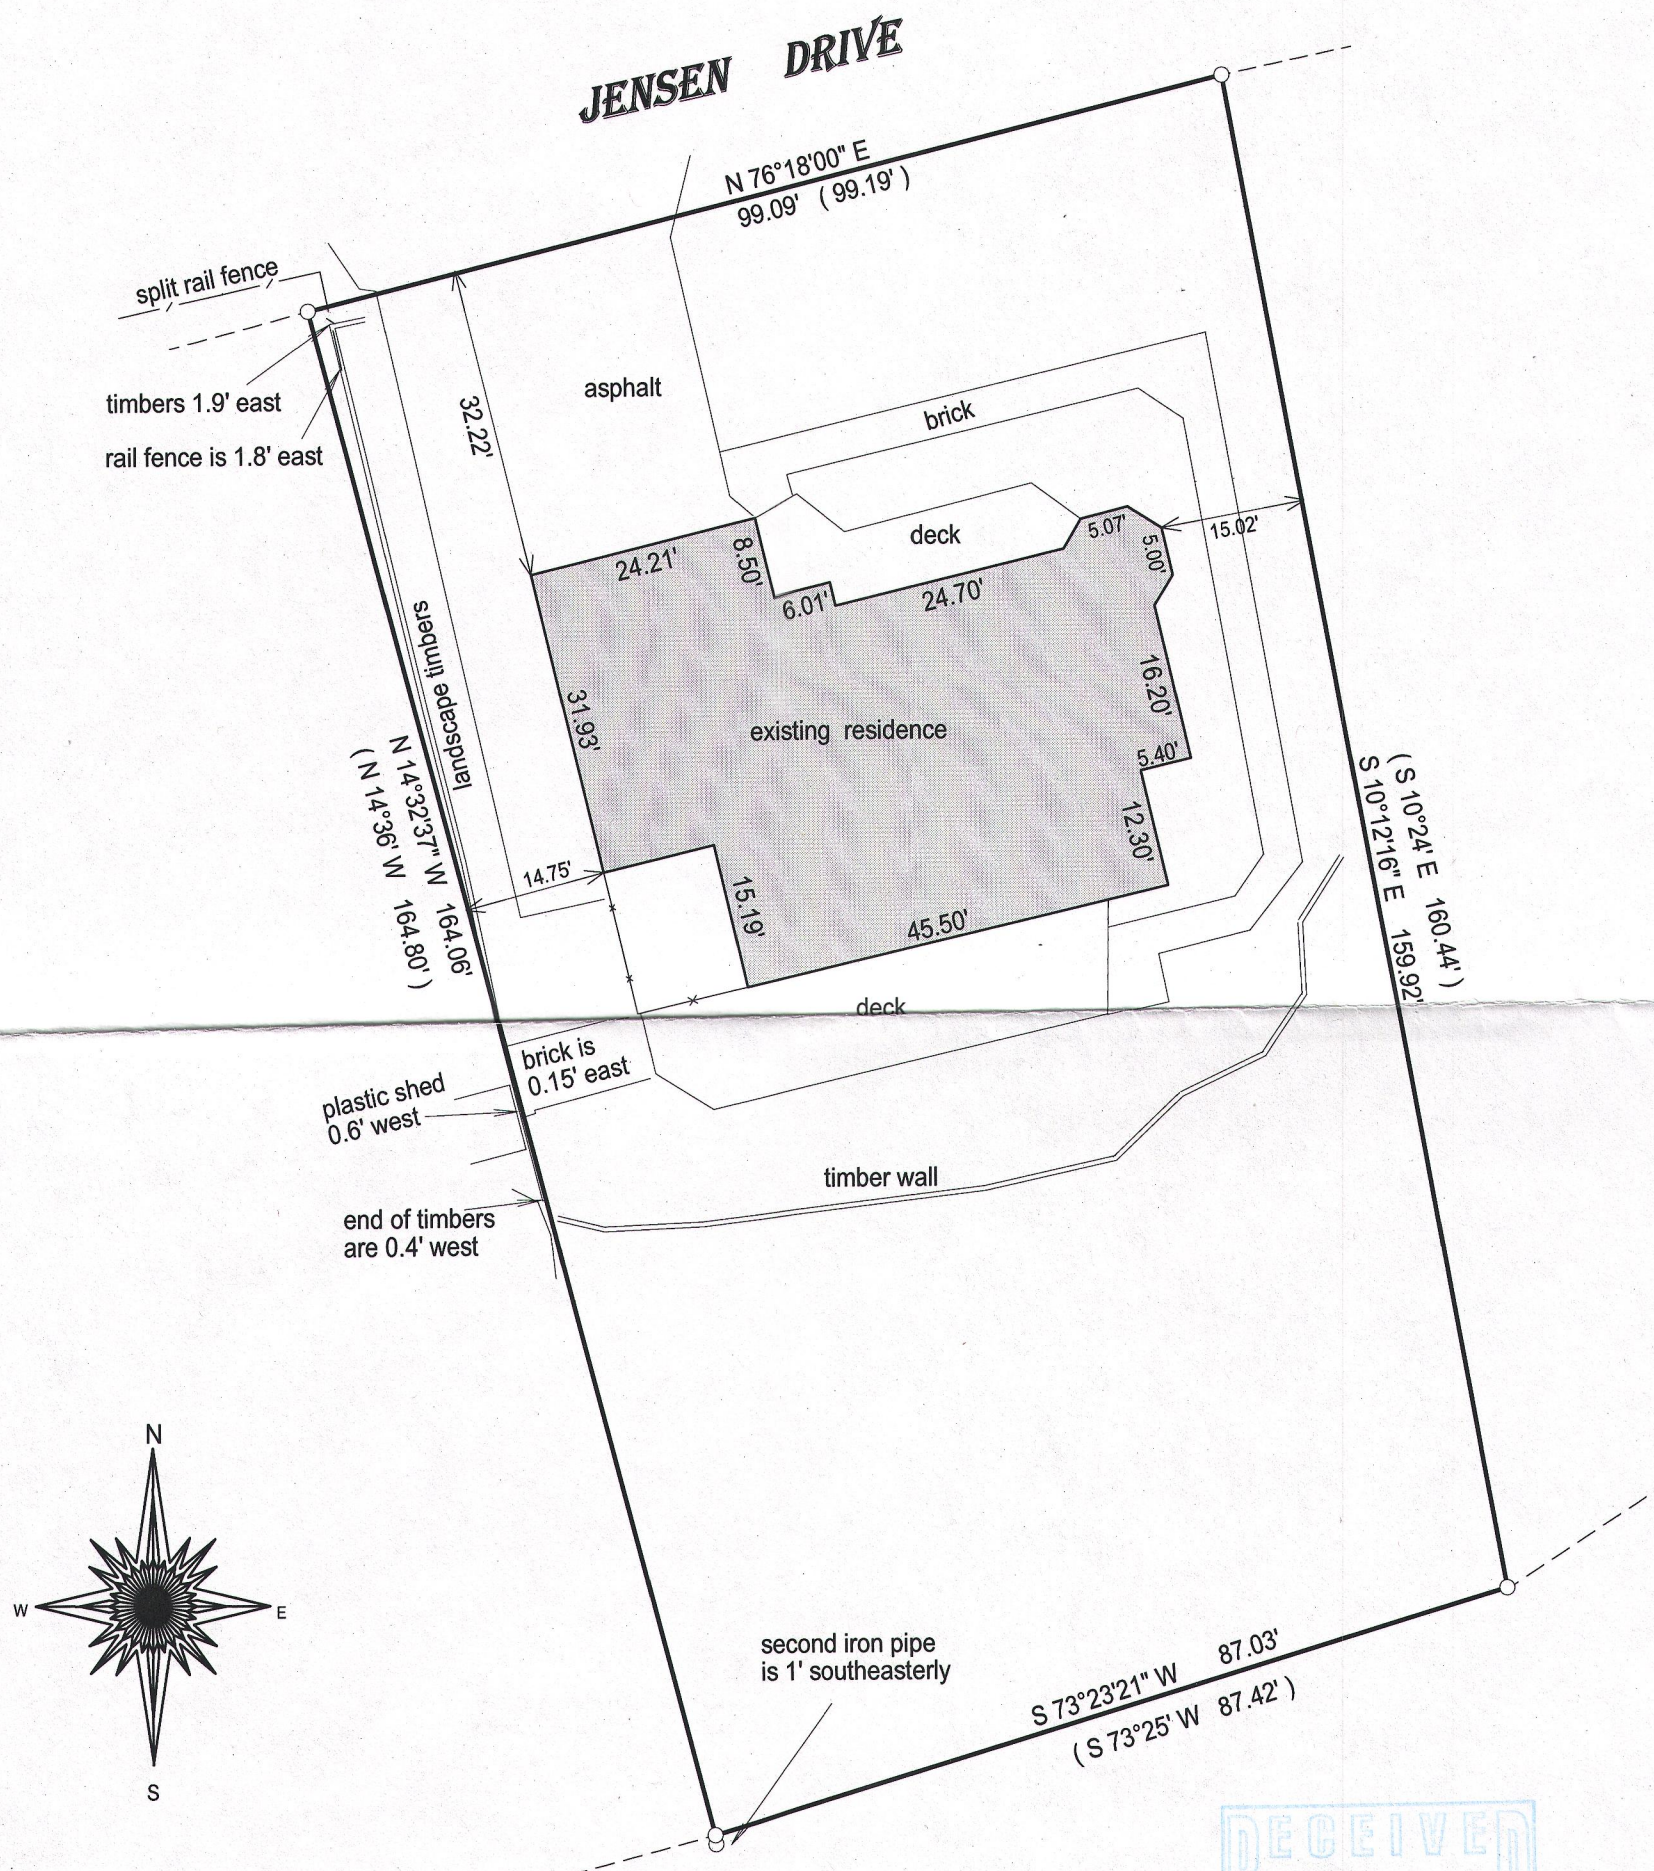 JENSEN DRIVE
N 76°18'00" E
99.09' ( 99.19' )
split rail fence
timbers 1.9' east
rail fence is 1.8' east
32.22'
asphalt
brick
deck
5.07'
5.00'
15.02'
24.21'
8.50'
6.01'
24.70'
landscape timbers
31.93'
existing residence
16.20'
5.40'
12.30'
N 14°32'37" W 164.06'
( N 14°36' W 164.80' )
( S 10°24' E 160.44' )
S 10°12'16" E 159.92'
14.75'
15.19'
45.50'
deck
brick is
0.15' east
plastic shed
0.6' west
timber wall
end of timbers
are 0.4' west
N
W
E
S
second iron pipe
is 1' southeasterly
S 73°23'21" W 87.03'
( S 73°25' W 87.42' )
RECEIVED